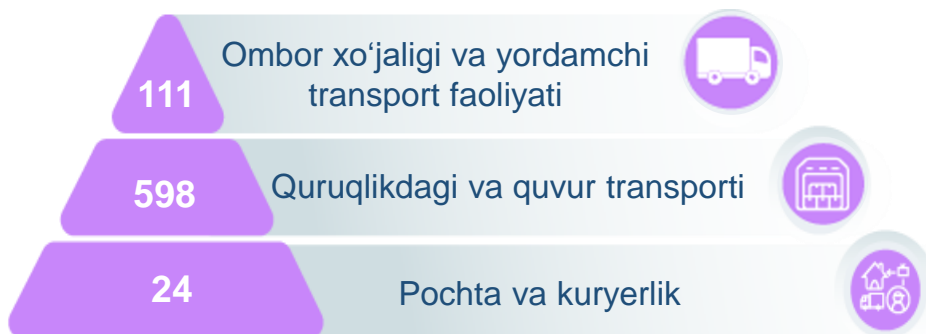 111
Ombor xo‘jaligi va yordamchi
transport faoliyati
598
Quruqlikdagi va quvur transporti
24
Pochta va kuryerlik